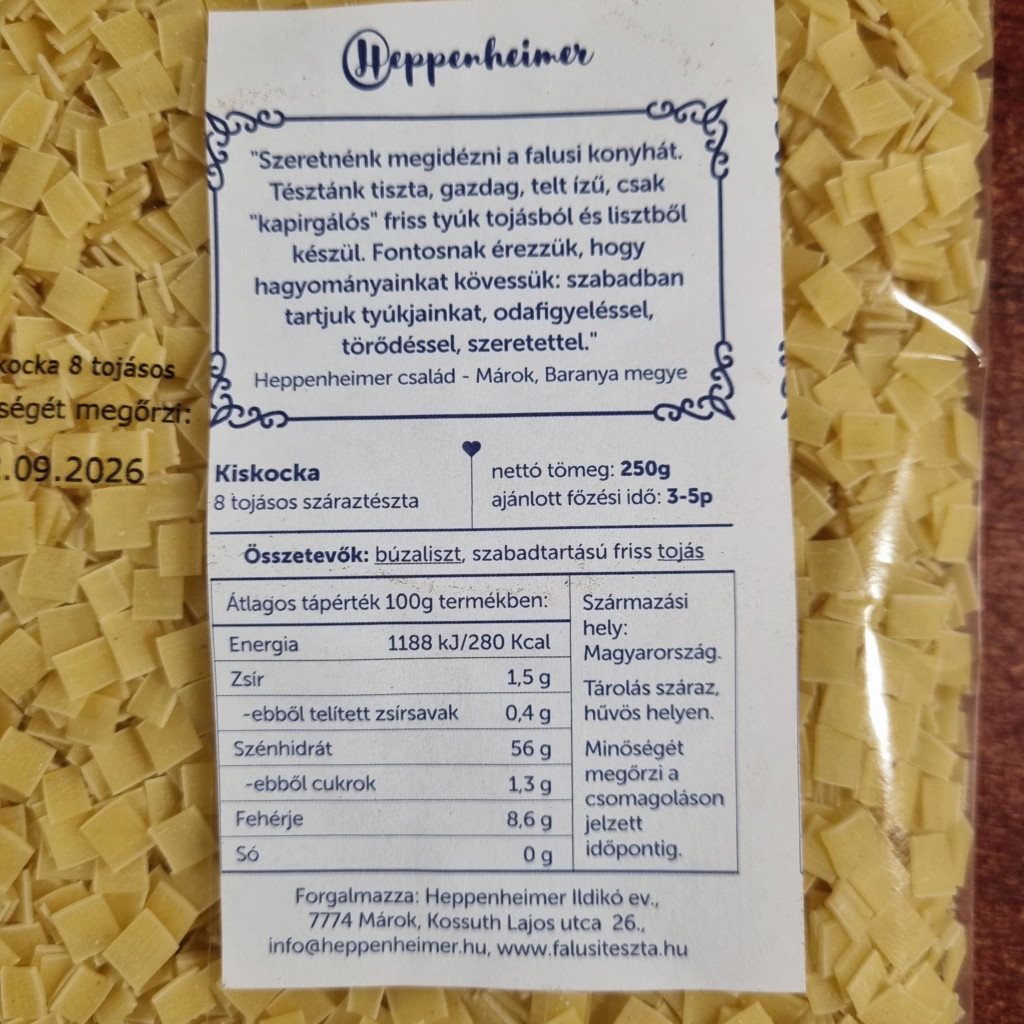 Heppenheimer
"Szeretnénk megidézni a falusi konyhát.
Tésztánk tiszta, gazdag, telt ízű, csak
"kapirgálós" friss tyúk tojásból és lisztből
készül. Fontosnak érezzük, hogy
hagyományainkat kövessük: szabadban
tartjuk tyúkjainkat, odafigyeléssel,
törődéssel, szeretettel."
Heppenheimer család - Márok, Baranya megye
kocka 8 tojásos
ségét megőrzi:
.09.2026
Kiskocka
8 tojásos száraztészta
nettó tömeg: 250g
ajánlott főzési idő: 3-5p
Összetevők: búzaliszt, szabadtartású friss tojás
Átlagos tápérték 100g termékben:
Energia 1188 kJ/280 Kcal
Zsír 1,5 g
-ebből telített zsírsavak 0,4 g
Szénhidrát 56 g
-ebből cukrok 1,3 g
Fehérje 8,6 g
Só 0 g
Származási
hely:
Magyarország.
Tárolás száraz,
hűvös helyen.
Minőségét
megőrzi a
csomagoláson
jelzett
időpontig.
Forgalmazza: Heppenheimer Ildikó ev.,
7774 Márok, Kossuth Lajos utca 26.,
info@heppenheimer.hu, www.falusiteszta.hu